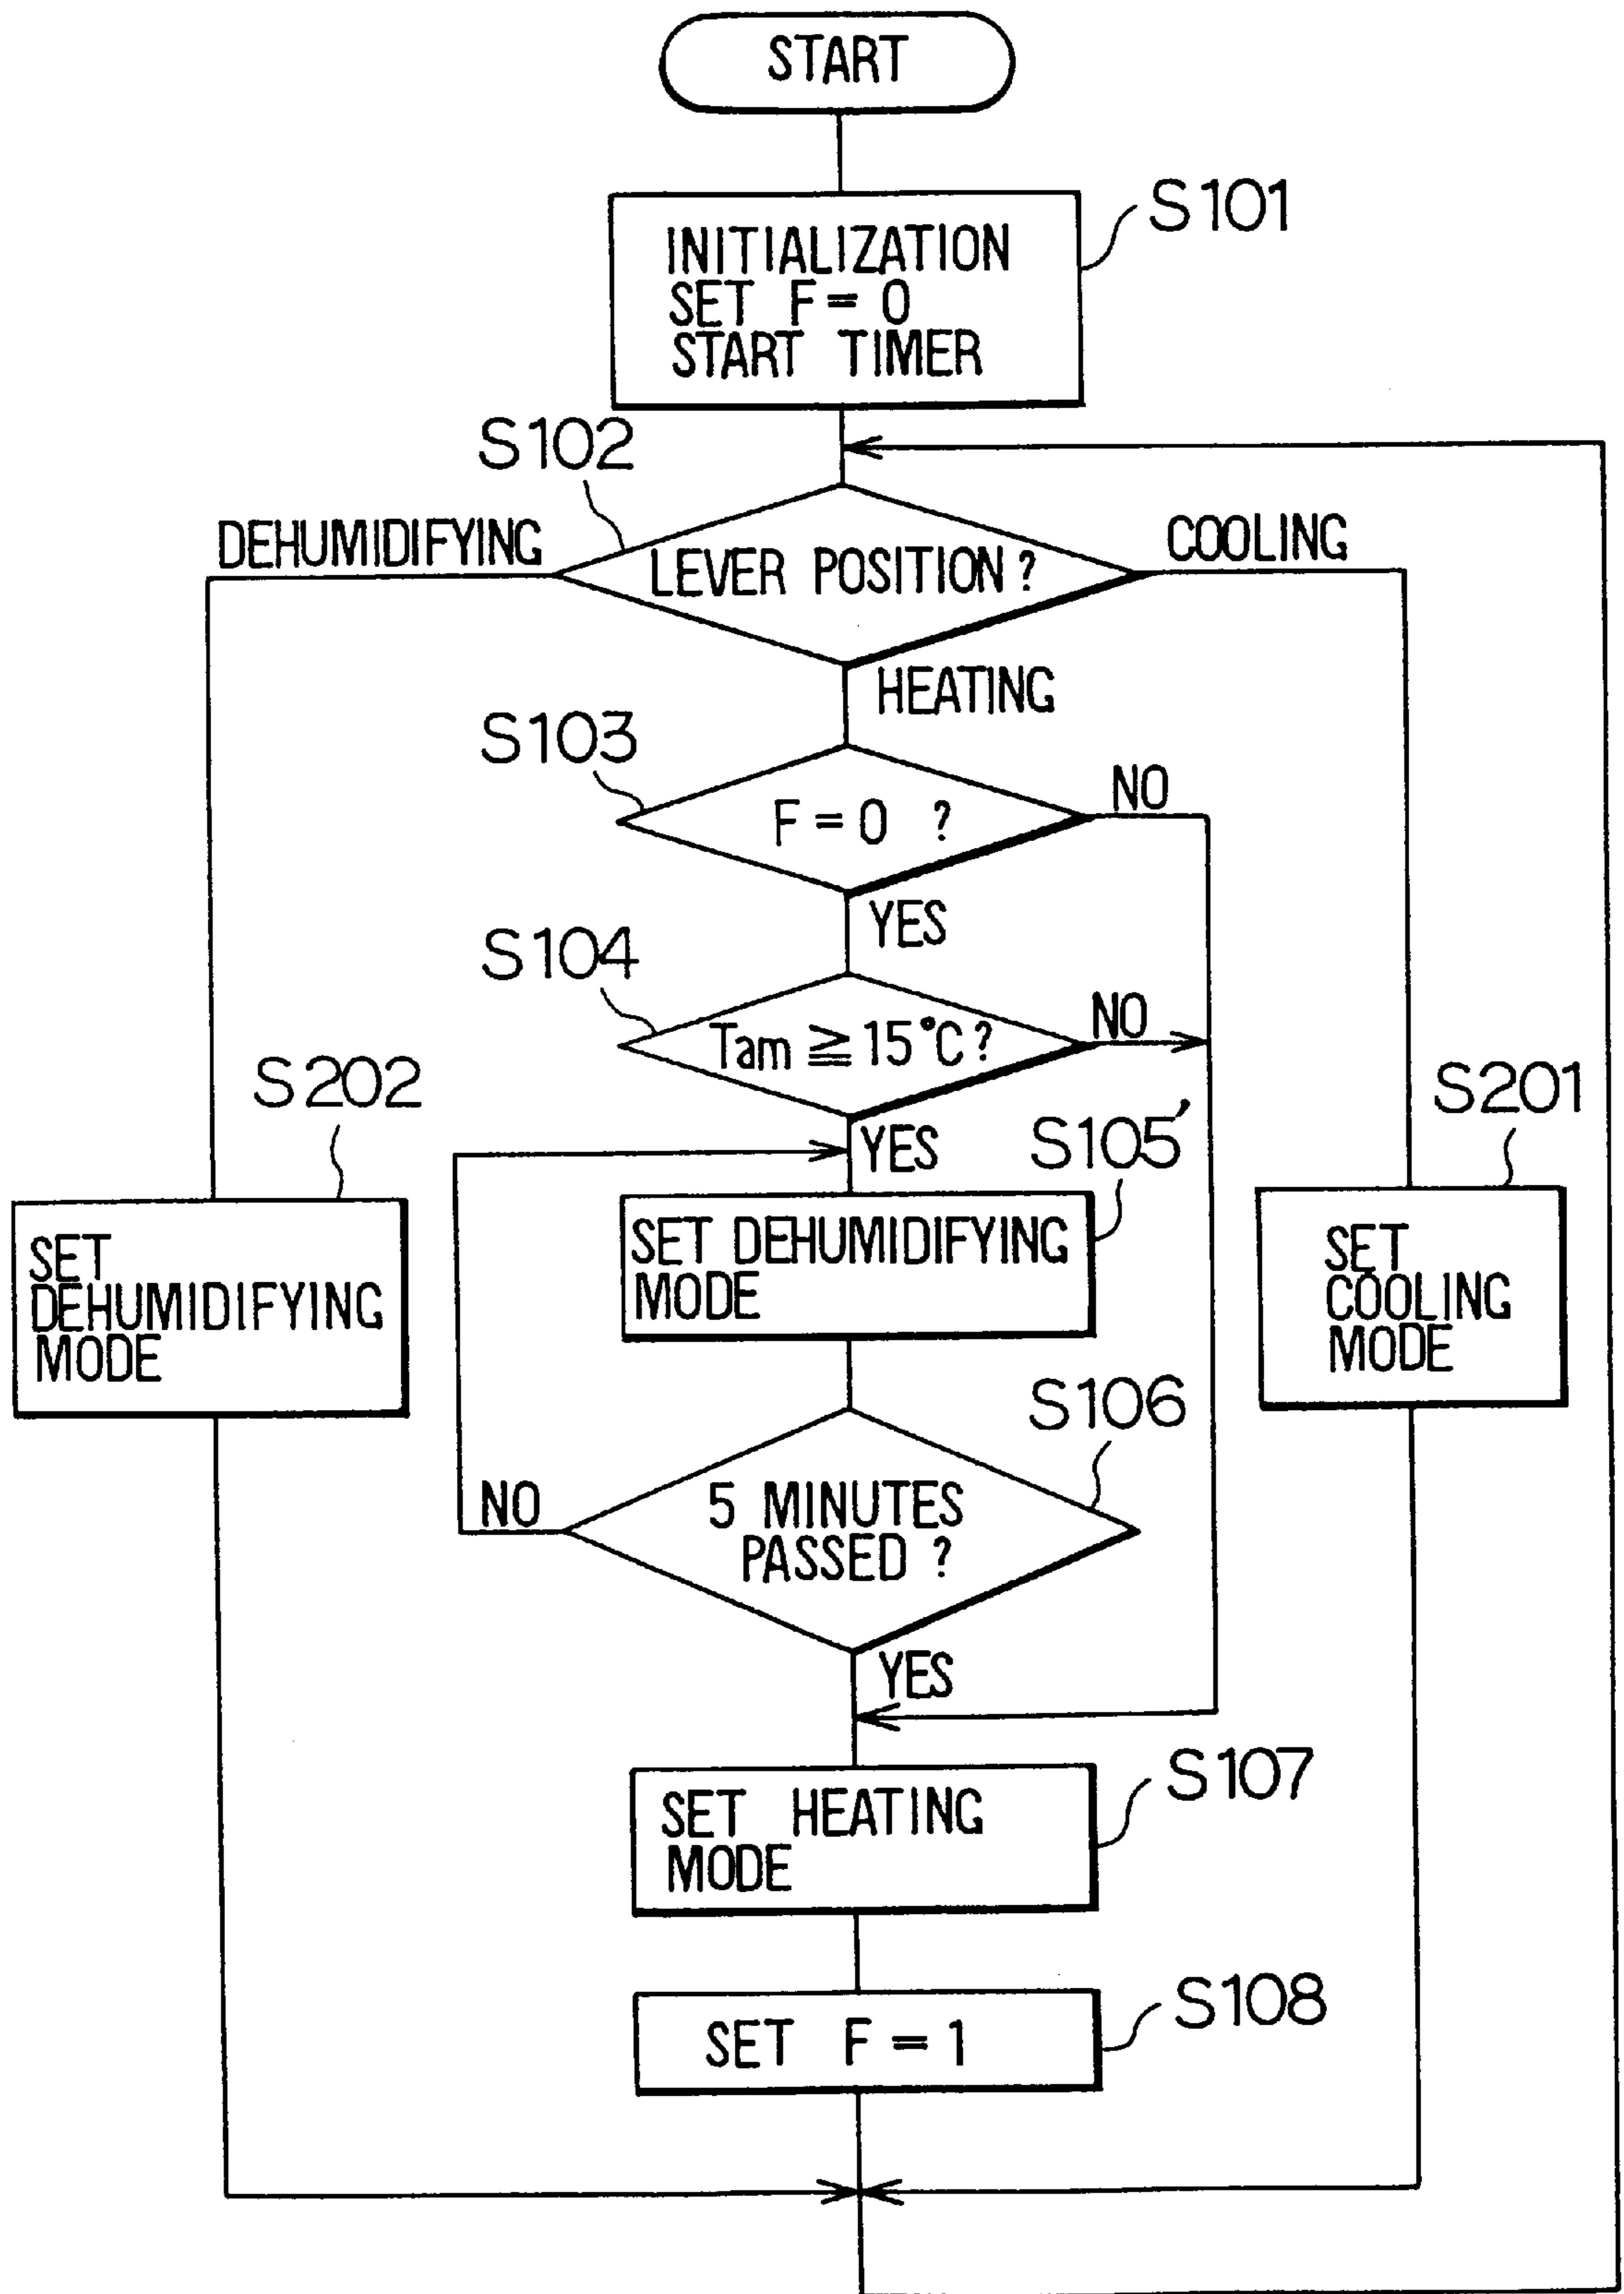 START
S101
INITIALIZATION
SET F = 0
START TIMER
S102
DEHUMIDIFYING
COOLING
LEVER POSITION ?
HEATING
S103
NO
F = 0 ?
YES
S104
NO
Tam ≧ 15°C ?
S202
S201
S105'
YES
SET DEHUMIDIFYING
MODE
SET
DEHUMIDIFYING
MODE
SET
COOLING
MODE
S106
NO
5 MINUTES
PASSED ?
YES
S107
SET HEATING
MODE
S108
SET F = 1